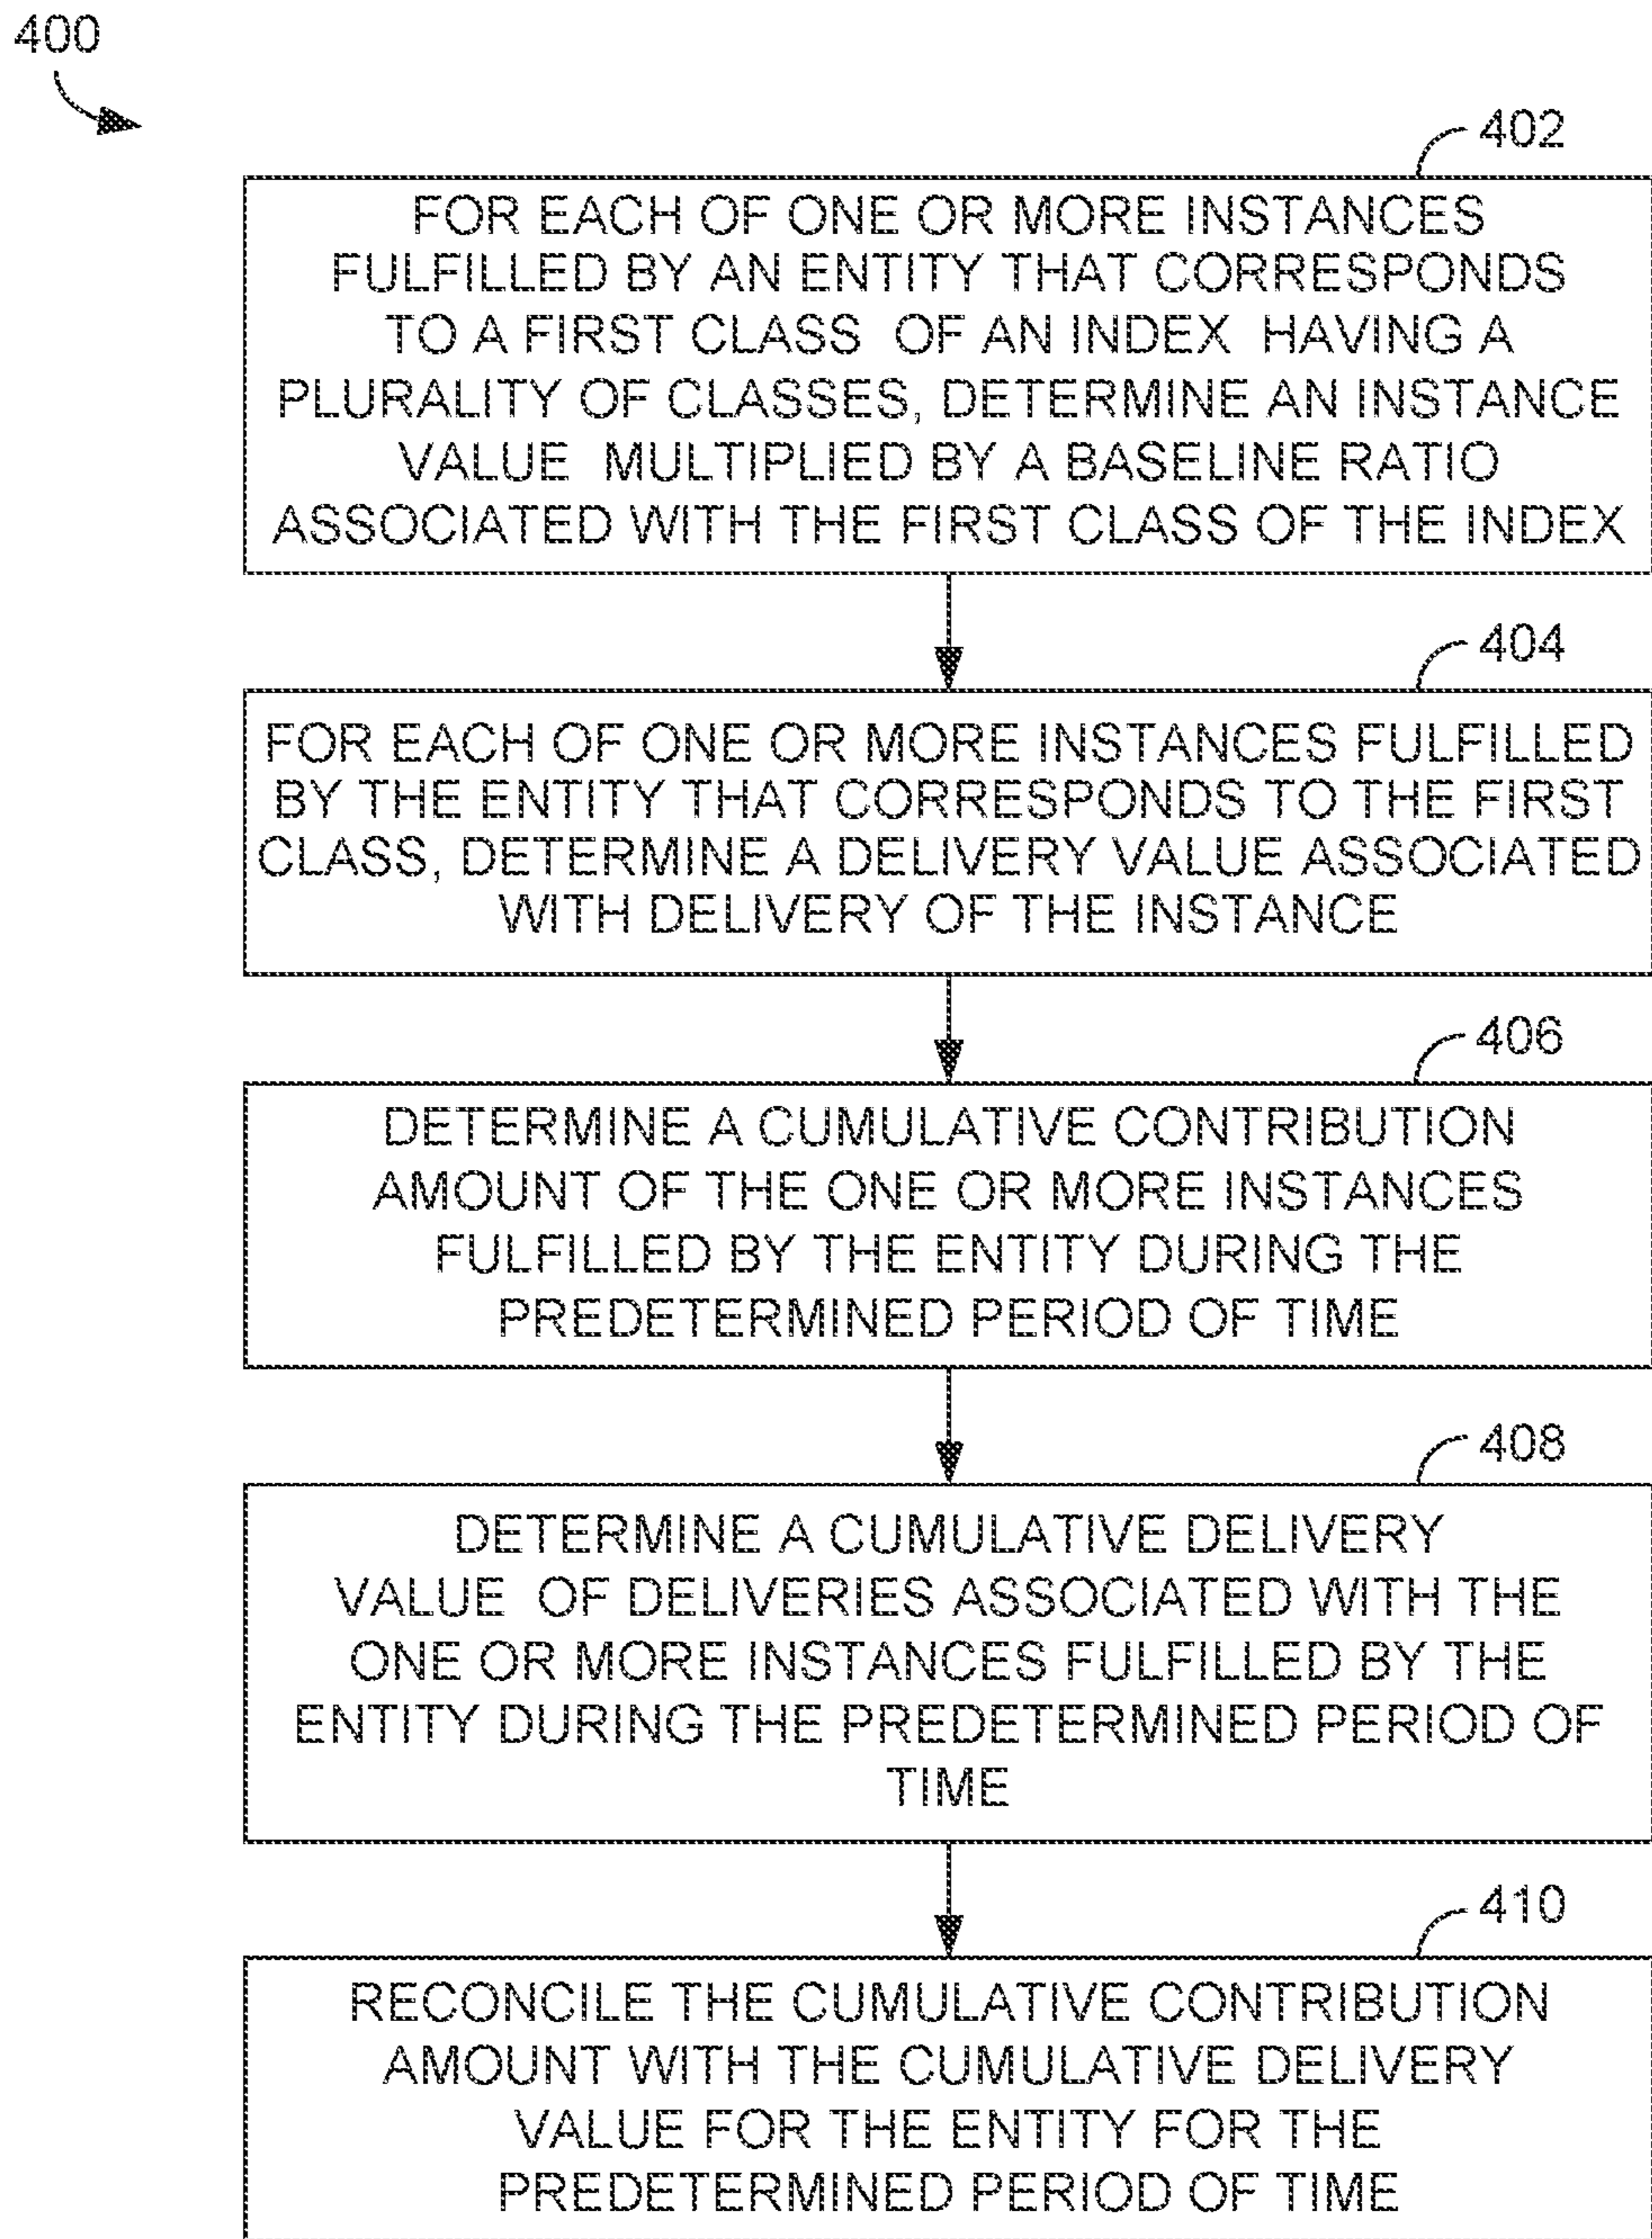 400
402
FOR EACH OF ONE OR MORE INSTANCES
FULFILLED BY AN ENTITY THAT CORRESPONDS
TO A FIRST CLASS OF AN INDEX HAVING A
PLURALITY OF CLASSES, DETERMINE AN INSTANCE
VALUE MULTIPLIED BY A BASELINE RATIO
ASSOCIATED WITH THE FIRST CLASS OF THE INDEX
404
FOR EACH OF ONE OR MORE INSTANCES FULFILLED
BY THE ENTITY THAT CORRESPONDS TO THE FIRST
CLASS, DETERMINE A DELIVERY VALUE ASSOCIATED
WITH DELIVERY OF THE INSTANCE
406
DETERMINE A CUMULATIVE CONTRIBUTION
AMOUNT OF THE ONE OR MORE INSTANCES
FULFILLED BY THE ENTITY DURING THE
PREDETERMINED PERIOD OF TIME
408
DETERMINE A CUMULATIVE DELIVERY
VALUE OF DELIVERIES ASSOCIATED WITH THE
ONE OR MORE INSTANCES FULFILLED BY THE
ENTITY DURING THE PREDETERMINED PERIOD OF
TIME
410
RECONCILE THE CUMULATIVE CONTRIBUTION
AMOUNT WITH THE CUMULATIVE DELIVERY
VALUE FOR THE ENTITY FOR THE
PREDETERMINED PERIOD OF TIME